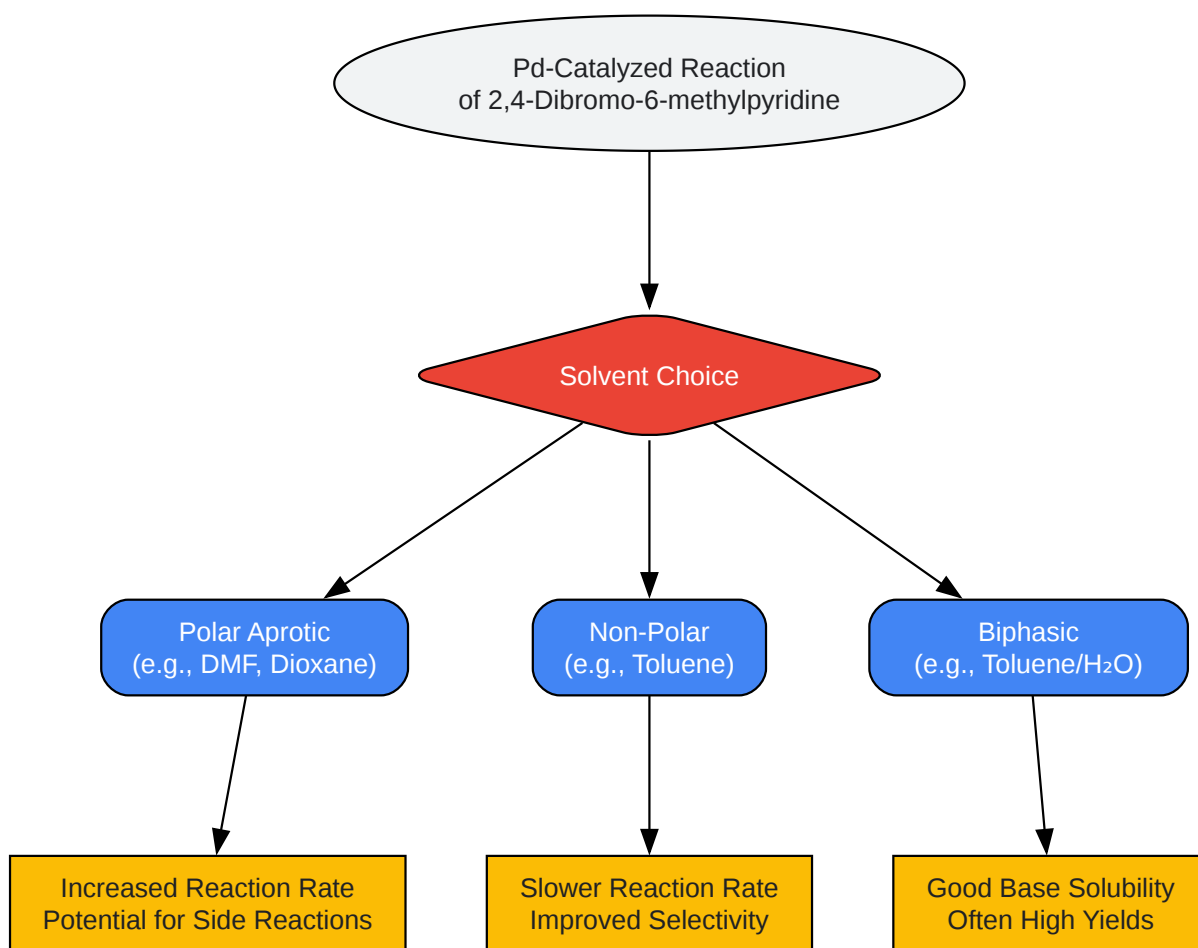 Pd-Catalyzed Reaction
of 2,4-Dibromo-6-methylpyridine
Solvent Choice
Polar Aprotic
(e.g., DMF, Dioxane)
Non-Polar
(e.g., Toluene)
Biphasic
(e.g., Toluene/H₂O)
Increased Reaction Rate
Potential for Side Reactions
Slower Reaction Rate
Improved Selectivity
Good Base Solubility
Often High Yields